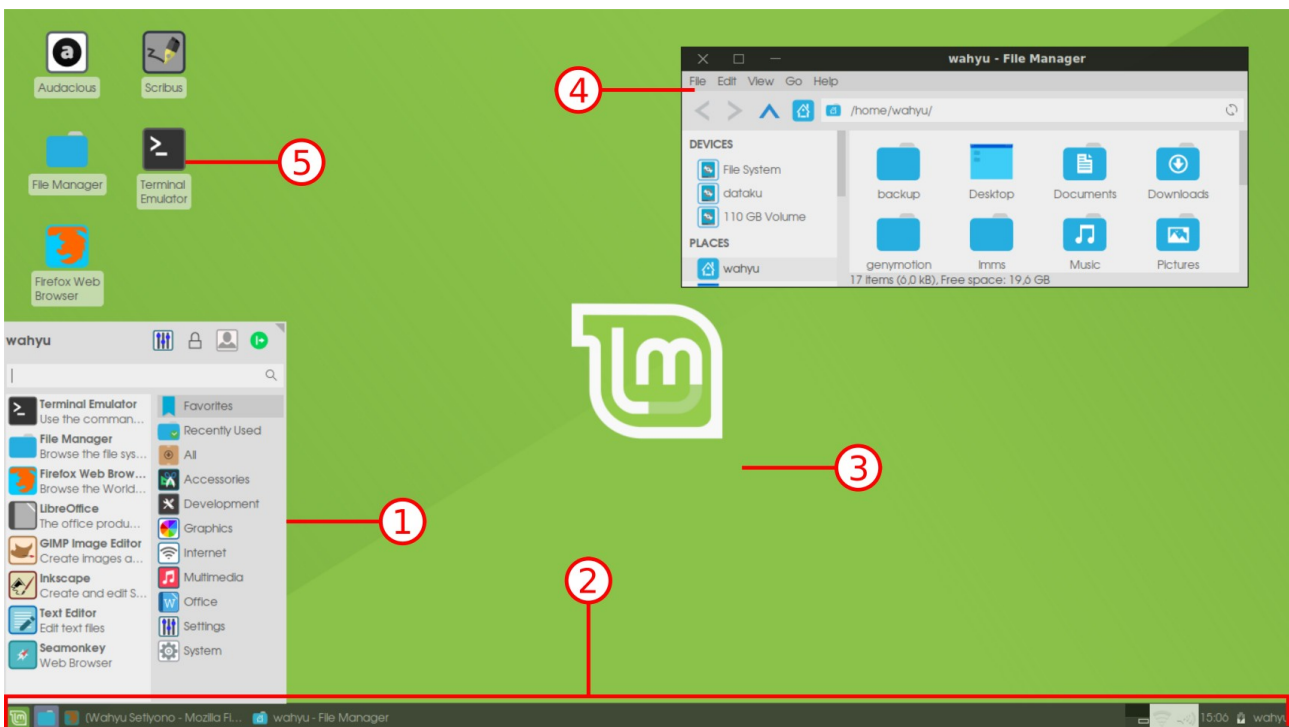 Audacious
Scribus
File Manager
Terminal
Emulator
Firefox Web
Browser
5
4
wahyu - File Manager
File Edit View Go Help
/home/wahyu/
DEVICES
File System
dataku
110 GB Volume
PLACES
wahyu
backup
Desktop
Documents
Downloads
genymotion
lmms
Music
Pictures
17 items (6,0 kB), Free space: 19,6 GB
wahyu
Terminal Emulator
Use the comman...
File Manager
Browse the file sys...
Firefox Web Brow...
Browse the World...
LibreOffice
The office produ...
GIMP Image Editor
Create images a...
Inkscape
Create and edit S...
Text Editor
Edit text files
Seamonkey
Web Browser
Favorites
Recently Used
All
Accessories
Development
Graphics
Internet
Multimedia
Office
Settings
System
1
3
2
(Wahyu Setiyono - Mozilla Fi...
wahyu - File Manager
15:06
wahyu